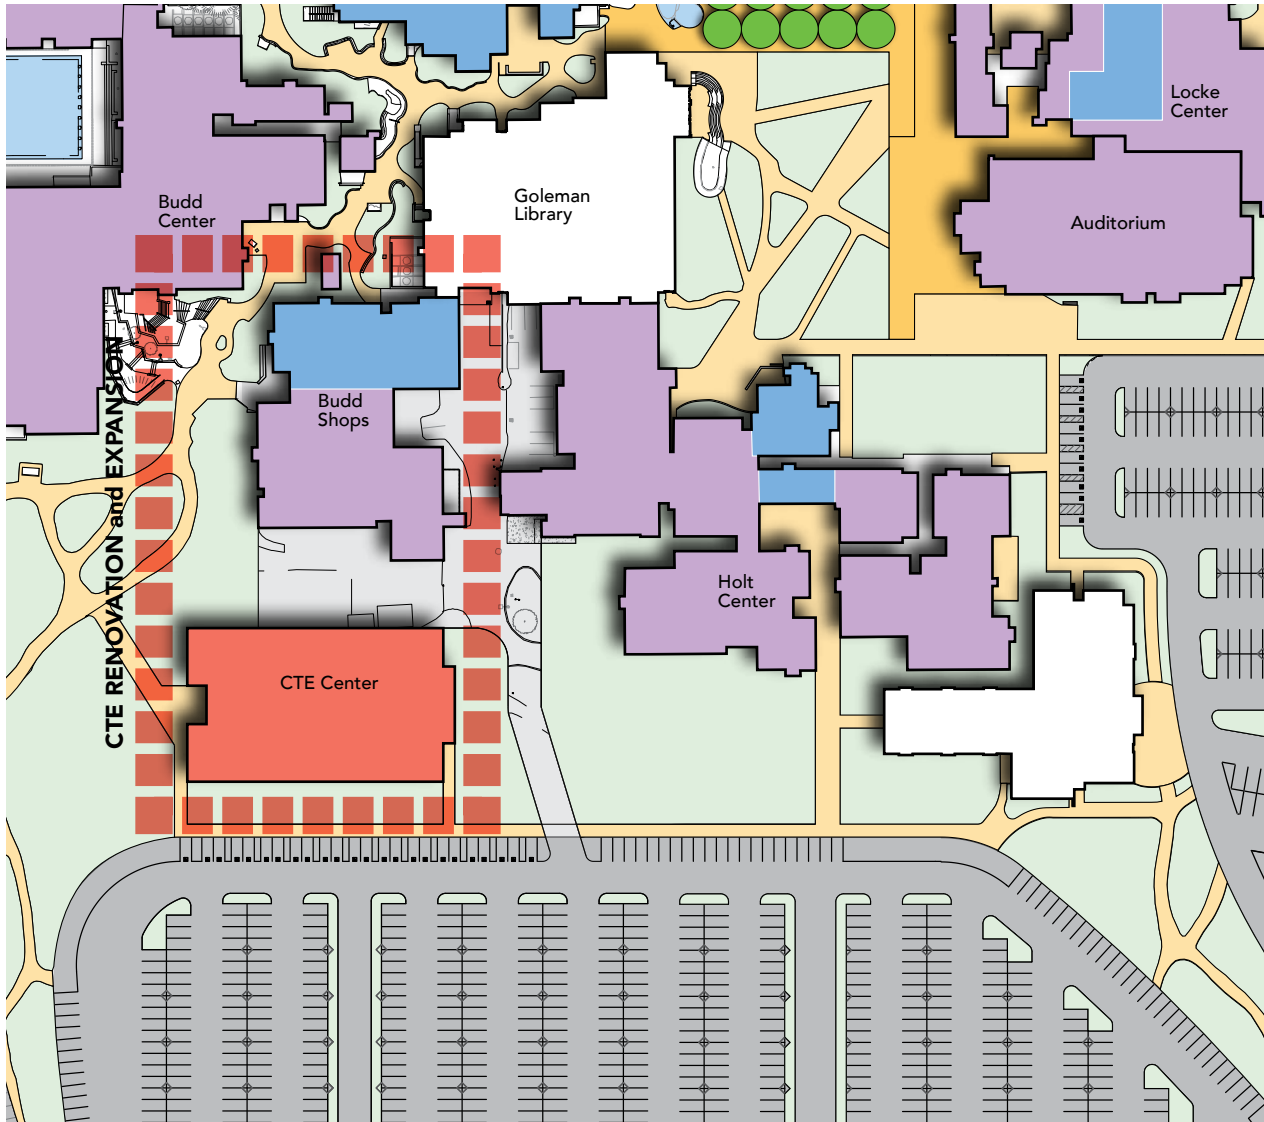 Locke
Center
Budd
Center
Goleman
Library
Auditorium
CTE RENOVATION and EXPANSION
Budd
Shops
Holt
Center
CTE Center